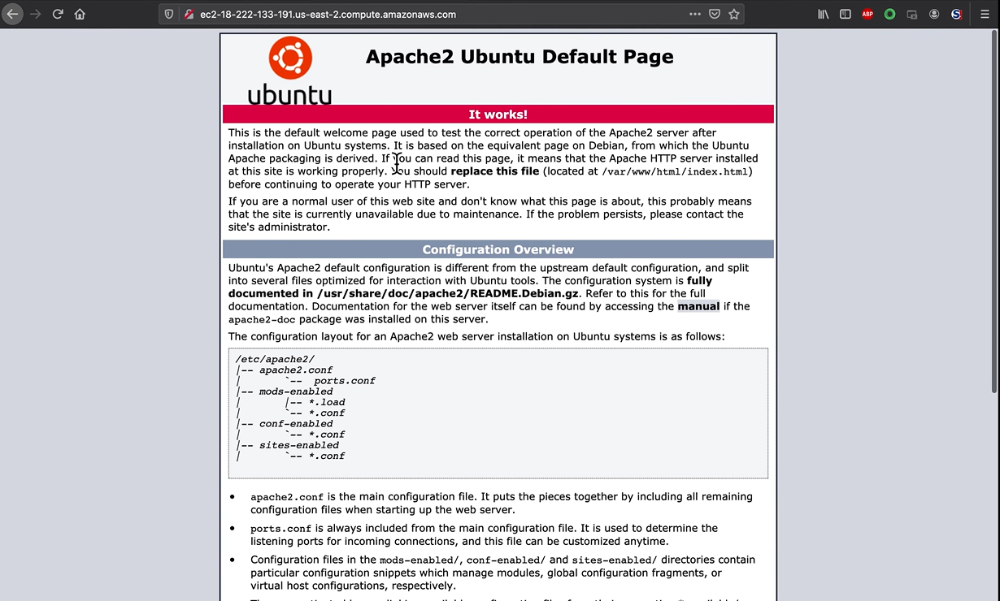 ec2-18-222-133-191.us-east-2.compute.amazonaws.com
ABP
S
ubuntu
Apache2 Ubuntu Default Page
It works!
This is the default welcome page used to test the correct operation of the Apache2 server after
installation on Ubuntu systems. It is based on the equivalent page on Debian, from which the Ubuntu
Apache packaging is derived. If you can read this page, it means that the Apache HTTP server installed
at this site is working properly. You should replace this file (located at /var/www/html/index.html)
before continuing to operate your HTTP server.
If you are a normal user of this web site and don't know what this page is about, this probably means
that the site is currently unavailable due to maintenance. If the problem persists, please contact the
site's administrator.
Configuration Overview
Ubuntu's Apache2 default configuration is different from the upstream default configuration, and split
into several files optimized for interaction with Ubuntu tools. The configuration system is fully
documented in /usr/share/doc/apache2/README.Debian.gz. Refer to this for the full
documentation. Documentation for the web server itself can be found by accessing the manual if the
apache2-doc package was installed on this server.
The configuration layout for an Apache2 web server installation on Ubuntu systems is as follows:
/etc/apache2/
|-- apache2.conf
|       `--  ports.conf
|-- mods-enabled
|       |-- *.load
|       `-- *.conf
|-- conf-enabled
|       `-- *.conf
|-- sites-enabled
|       `-- *.conf
• apache2.conf is the main configuration file. It puts the pieces together by including all remaining
configuration files when starting up the web server.
• ports.conf is always included from the main configuration file. It is used to determine the
listening ports for incoming connections, and this file can be customized anytime.
• Configuration files in the mods-enabled/, conf-enabled/ and sites-enabled/ directories contain
particular configuration snippets which manage modules, global configuration fragments, or
virtual host configurations, respectively.